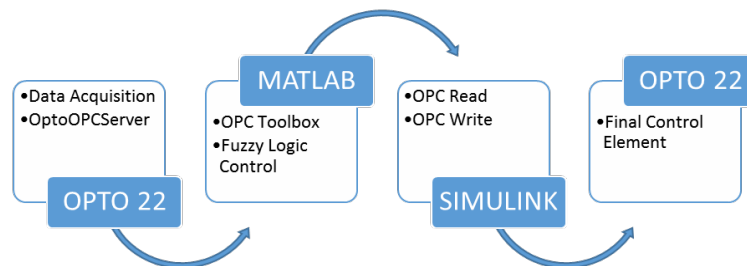 •Data Acquisition
•OptoOPCServer
OPTO 22
MATLAB
•OPC Toolbox
•Fuzzy Logic
Control
•OPC Read
•OPC Write
SIMULINK
OPTO 22
•Final Control
Element